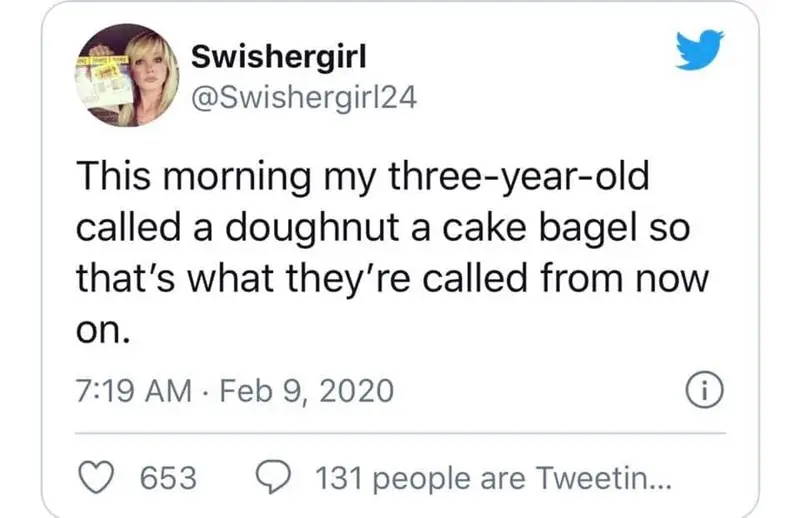 Swishergirl
@Swishergirl24
This morning my three-year-old
called a doughnut a cake bagel so
that’s what they’re called from now
on.
7:19 AM · Feb 9, 2020
653 131 people are Tweetin...